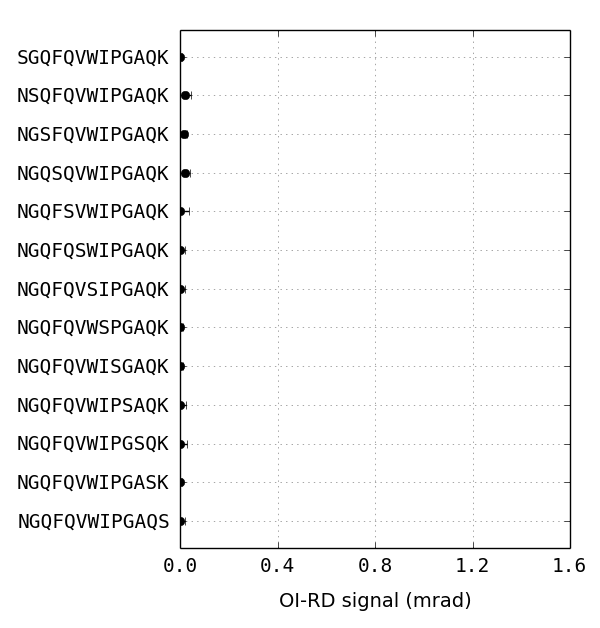 SGQFQVWIPGAQK
NSQFQVWIPGAQK
NGSFQVWIPGAQK
NGQSQVWIPGAQK
NGQFSVWIPGAQK
NGQFQSWIPGAQK
NGQFQVSIPGAQK
NGQFQVWSPGAQK
NGQFQVWISGAQK
NGQFQVWIPSAQK
NGQFQVWIPGSQK
NGQFQVWIPGASK
NGQFQVWIPGAQS
0.0 0.4 0.8 1.2 1.6
OI-RD signal (mrad)